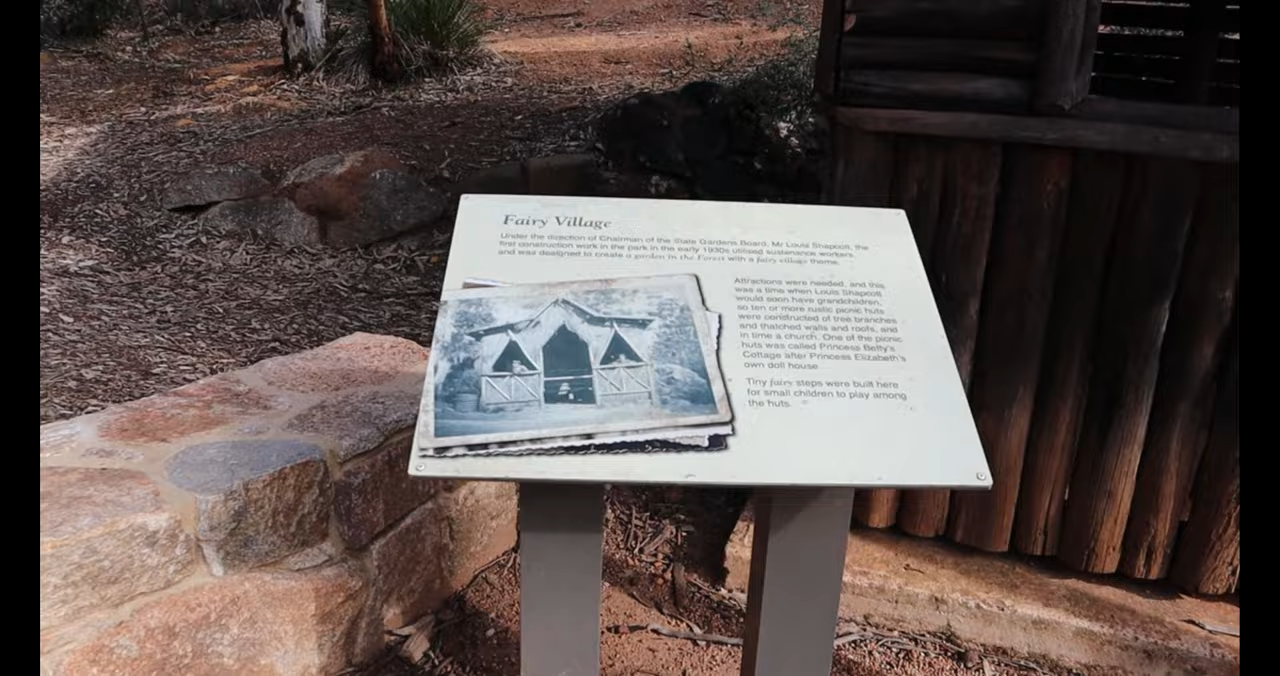 Fairy Village
Under the direction of Chairman of the State Gardens Board, Mr Louis Shapcott, the
first construction work in the park in the early 1930s utilised sustenance workers,
and was designed to create a garden in the Forest with a fairy village theme.
Attractions were needed, and this
was a time when Louis Shapcott
would soon have grandchildren,
so ten or more rustic picnic huts
were constructed of tree branches
and thatched walls and roofs, and
in time a church. One of the picnic
huts was called Princess Betty's
Cottage after Princess Elizabeth's
own doll house.
Tiny fairy steps were built here
for small children to play among
the huts.